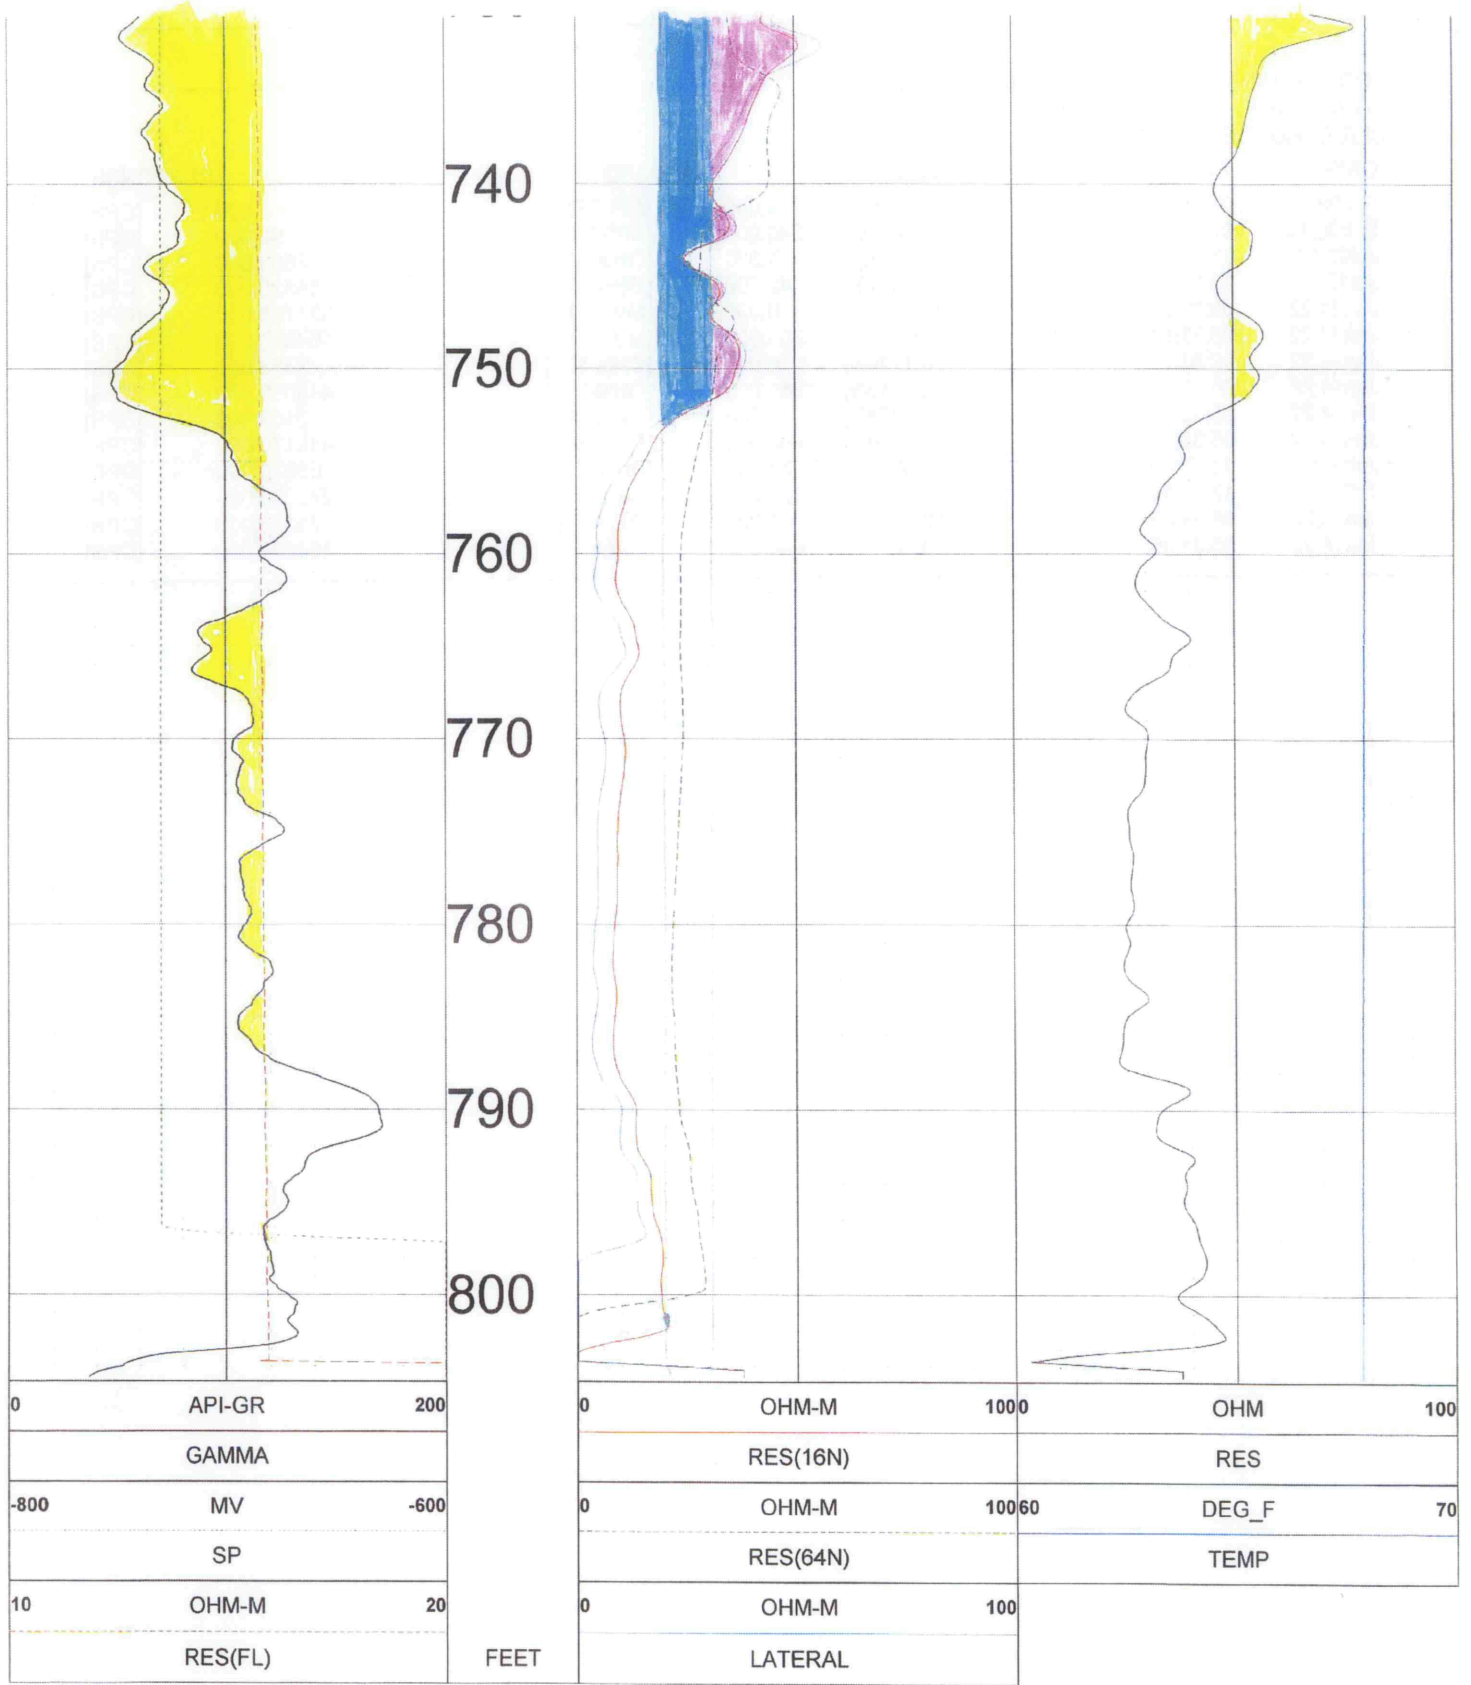 740
750
760
770
780
790
800
0 API-GR 200
GAMMA
-800 MV -600
SP
10 OHM-M 20
RES(FL)
FEET
0 OHM-M 100
RES(16N)
0 OHM-M 100
RES(64N)
0 OHM-M 100
LATERAL
0 OHM 100
RES
60 DEG_F 70
TEMP